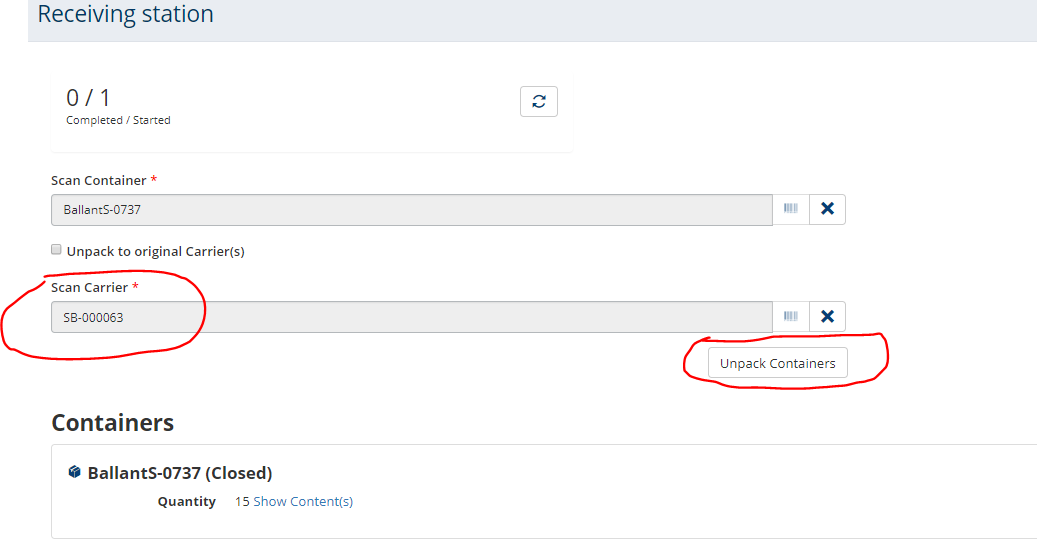 Receiving station
0 / 1
Completed / Started
Scan Container *
BallantS-0737
Unpack to original Carrier(s)
Scan Carrier *
SB-000063
Unpack Containers
Containers
BallantS-0737 (Closed)
Quantity 15 Show Content(s)